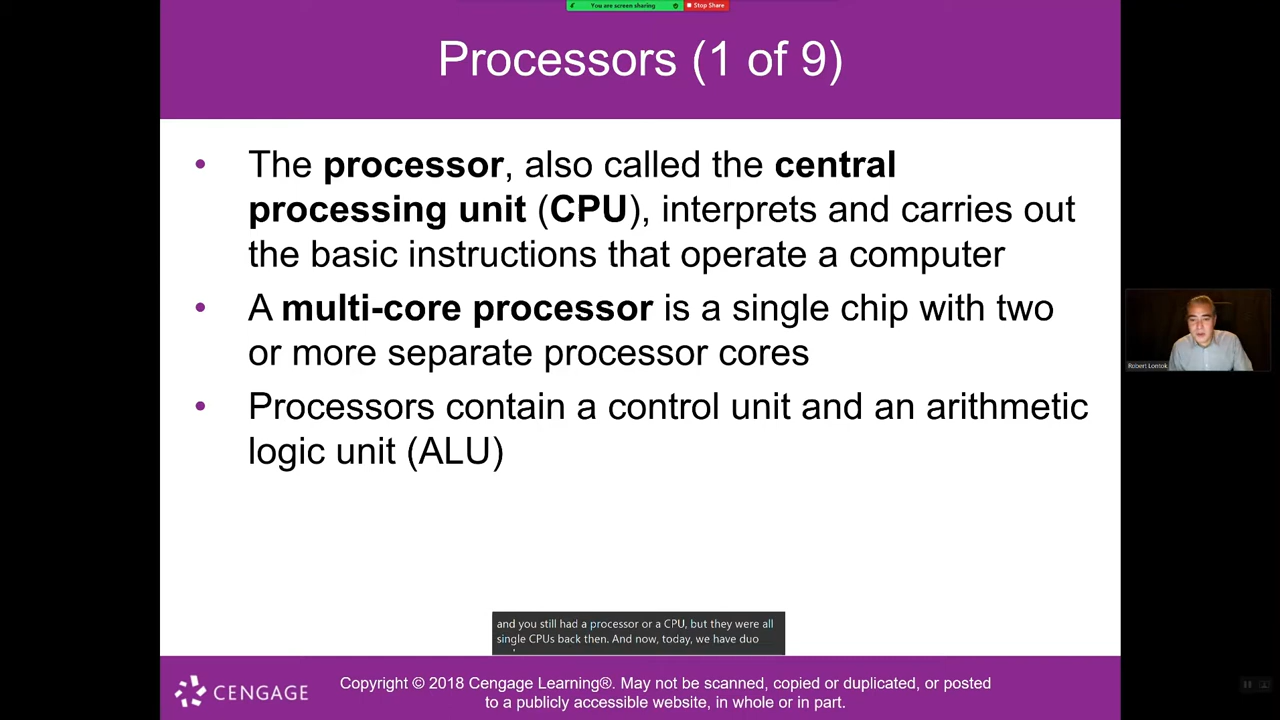 You are screen sharing
Stop Share
Processors (1 of 9)
• The processor, also called the central
processing unit (CPU), interprets and carries out
the basic instructions that operate a computer
• A multi-core processor is a single chip with two
or more separate processor cores
• Processors contain a control unit and an arithmetic
logic unit (ALU)
Robert Lontok
and you still had a processor or a CPU, but they were all
single CPUs back then. And now, today, we have duo
CENGAGE
Copyright © 2018 Cengage Learning®. May not be scanned, copied or duplicated, or posted
to a publicly accessible website, in whole or in part.